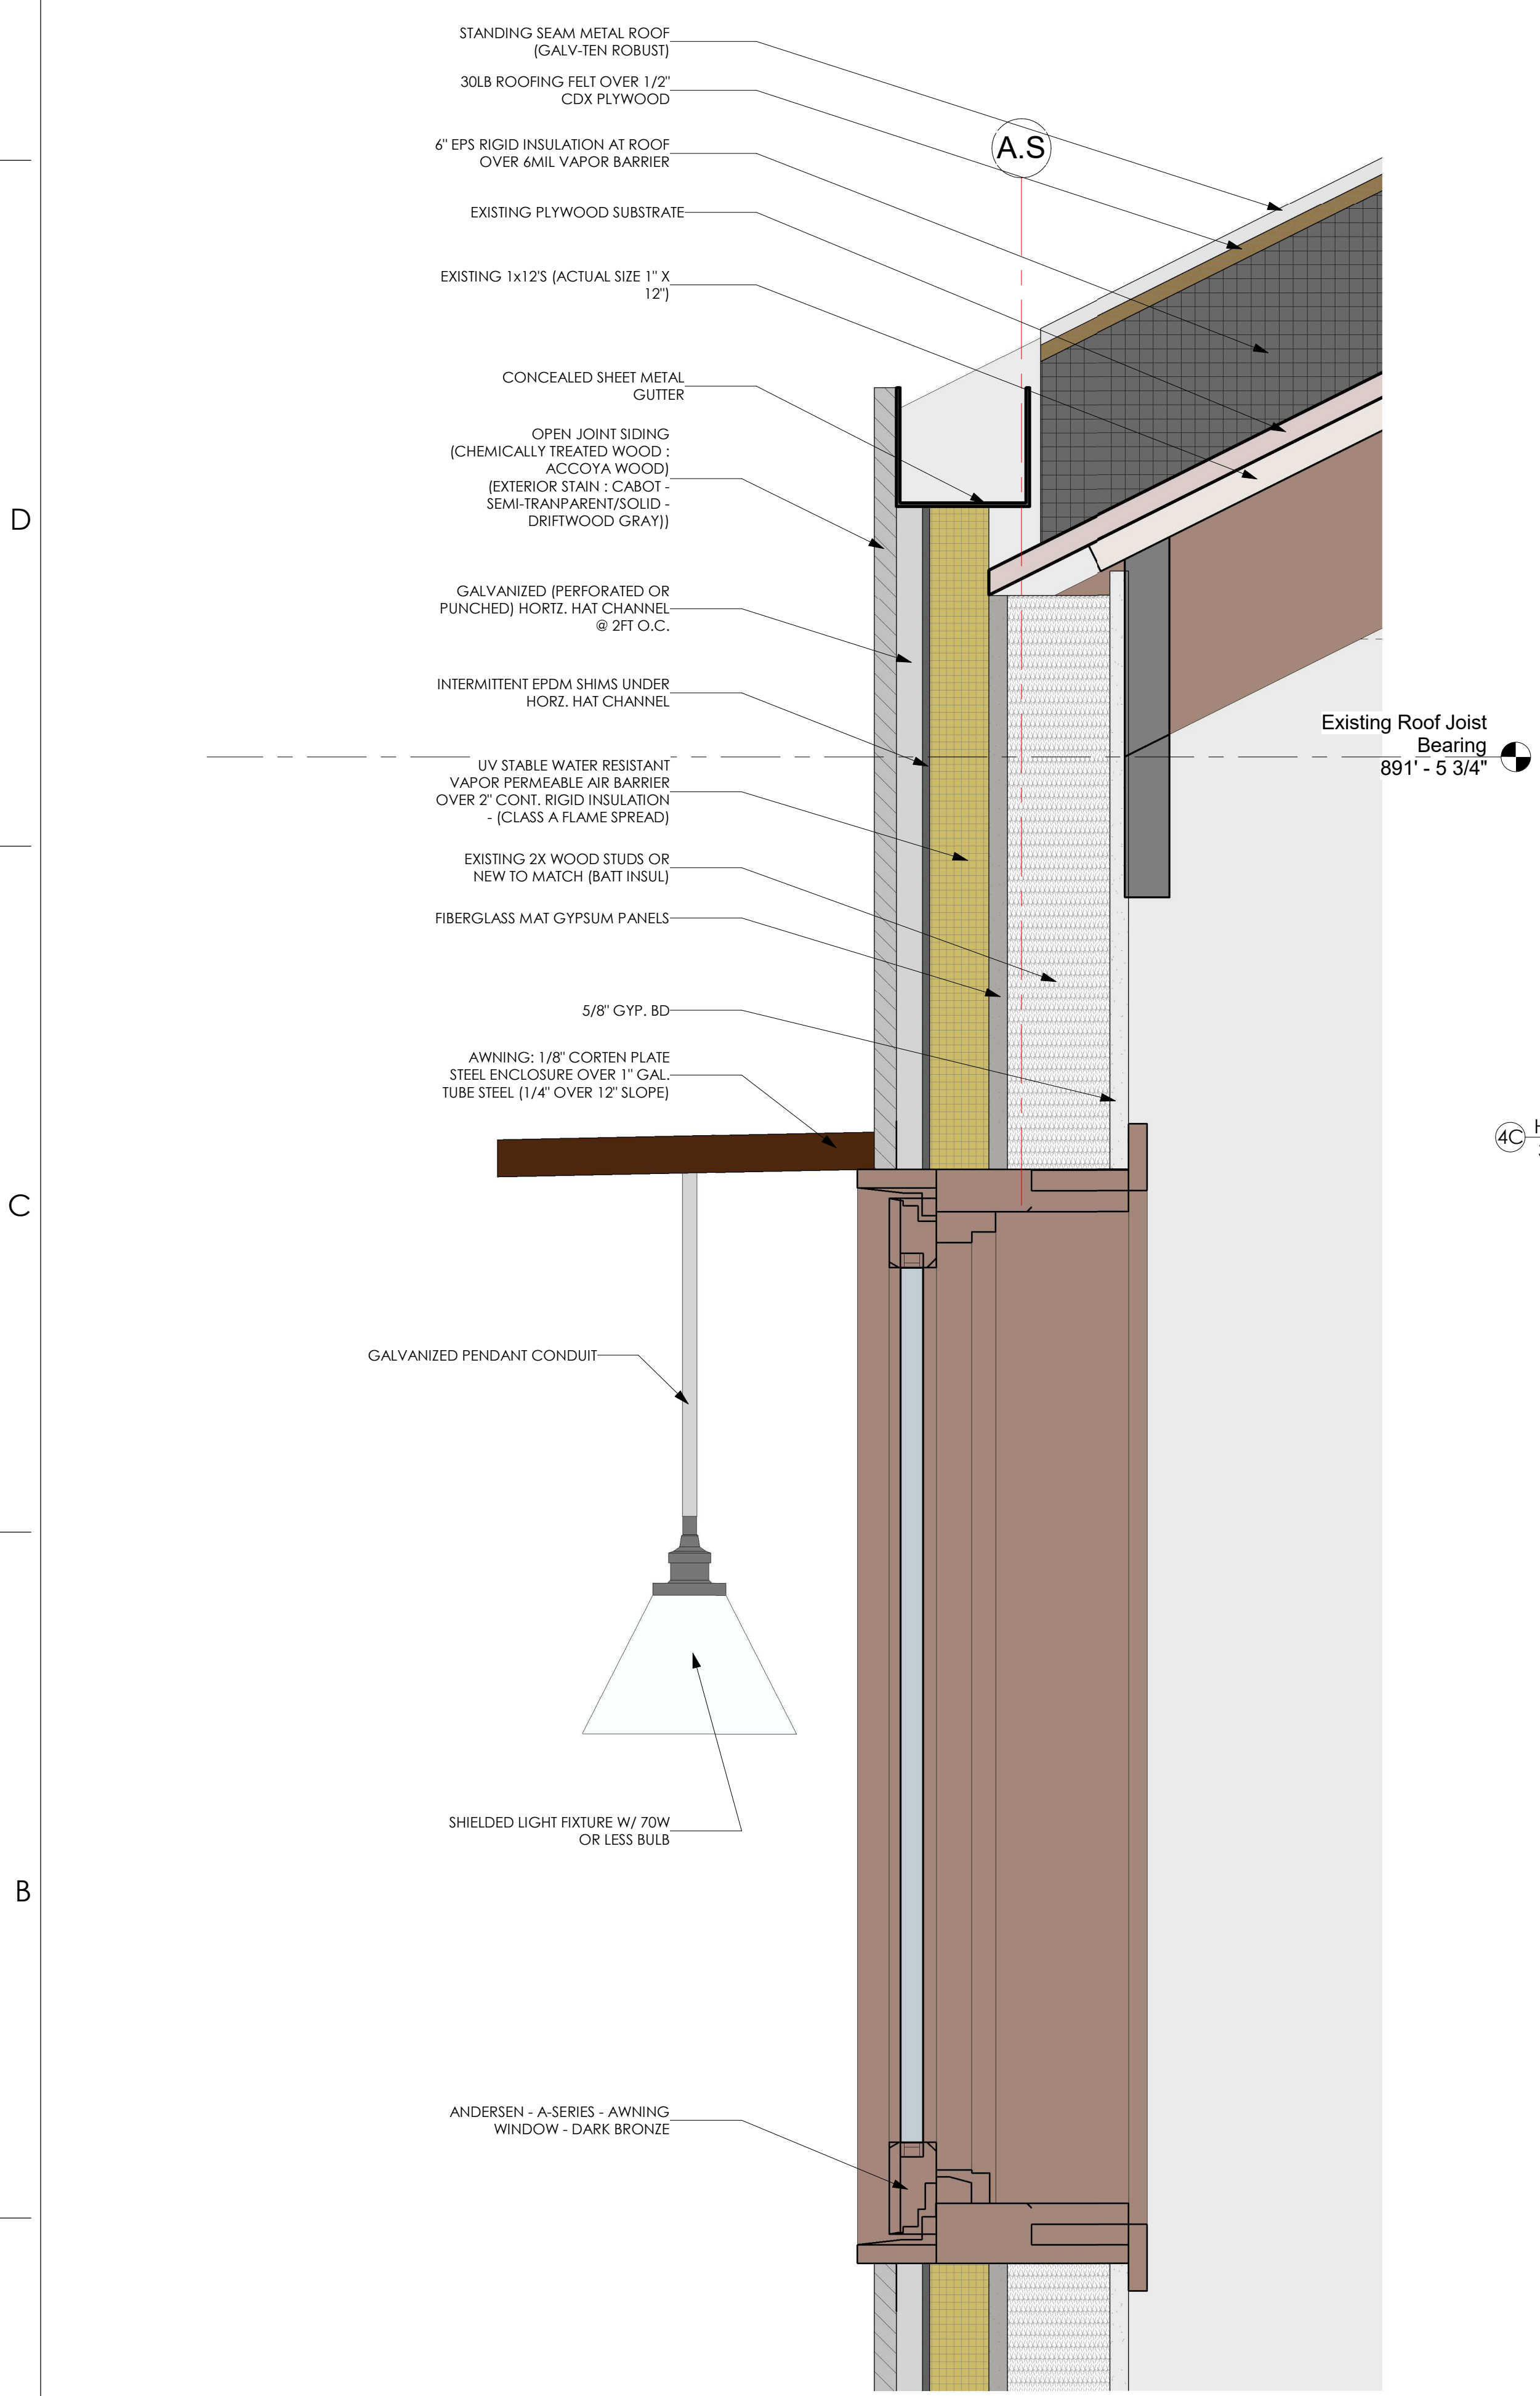 STANDING SEAM METAL ROOF
(GALV-TEN ROBUST)
30LB ROOFING FELT OVER 1/2"
CDX PLYWOOD
A.S
6" EPS RIGID INSULATION AT ROOF
OVER 6MIL VAPOR BARRIER
EXISTING PLYWOOD SUBSTRATE
EXISTING 1x12'S (ACTUAL SIZE 1" X
12")
CONCEALED SHEET METAL
GUTTER
OPEN JOINT SIDING
(CHEMICALLY TREATED WOOD :
ACCOYA WOOD)
(EXTERIOR STAIN : CABOT -
SEMI-TRANPARENT/SOLID -
DRIFTWOOD GRAY))
D
GALVANIZED (PERFORATED OR
PUNCHED) HORTZ. HAT CHANNEL
@ 2FT O.C.
INTERMITTENT EPDM SHIMS UNDER
HORZ. HAT CHANNEL
Existing Roof Joist
Bearing
891' - 5 3/4"
UV STABLE WATER RESISTANT
VAPOR PERMEABLE AIR BARRIER
OVER 2" CONT. RIGID INSULATION
- (CLASS A FLAME SPREAD)
EXISTING 2X WOOD STUDS OR
NEW TO MATCH (BATT INSUL)
FIBERGLASS MAT GYPSUM PANELS
5/8" GYP. BD
AWNING: 1/8" CORTEN PLATE
STEEL ENCLOSURE OVER 1" GAL.
TUBE STEEL (1/4" OVER 12" SLOPE)
4C
C
GALVANIZED PENDANT CONDUIT
SHIELDED LIGHT FIXTURE W/ 70W
OR LESS BULB
B
ANDERSEN - A-SERIES - AWNING
WINDOW - DARK BRONZE